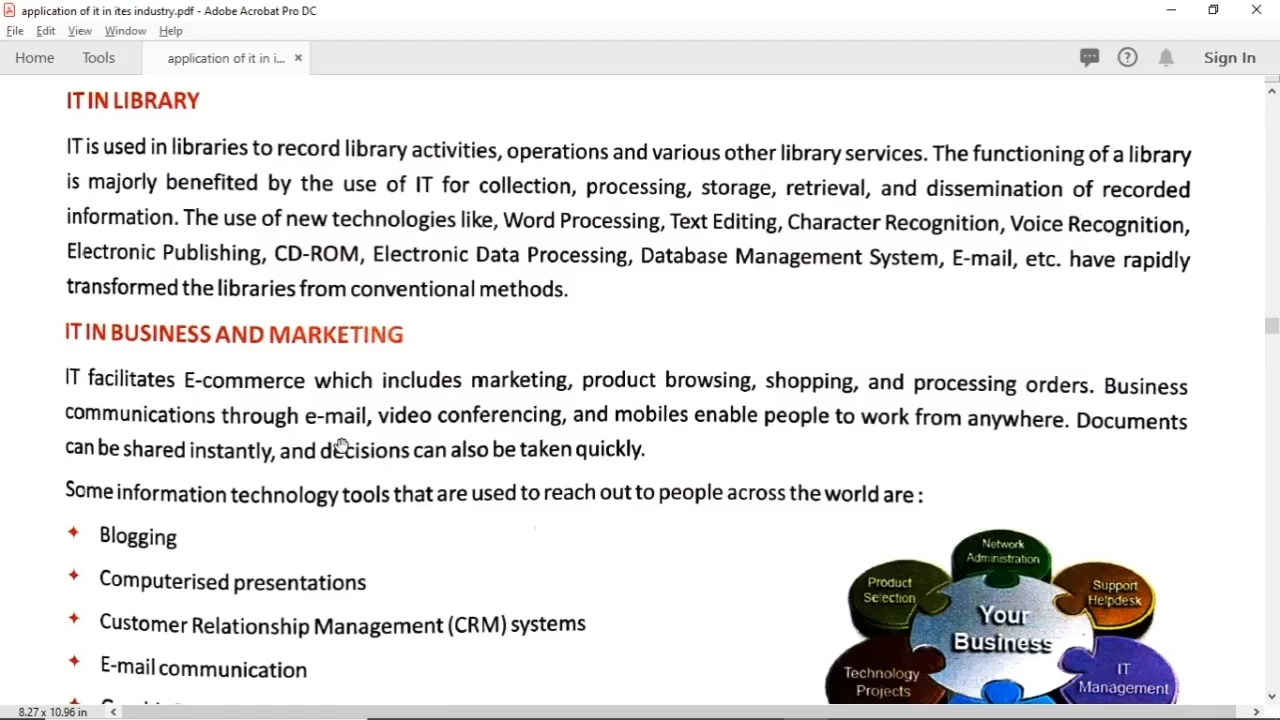 application of it in ites industry.pdf - Adobe Acrobat Pro DC
File Edit View Window Help
Home Tools application of it in i... × Sign In
IT IN LIBRARY
IT is used in libraries to record library activities, operations and various other library services. The functioning of a library
is majorly benefited by the use of IT for collection, processing, storage, retrieval, and dissemination of recorded
information. The use of new technologies like, Word Processing, Text Editing, Character Recognition, Voice Recognition,
Electronic Publishing, CD-ROM, Electronic Data Processing, Database Management System, E-mail, etc. have rapidly
transformed the libraries from conventional methods.
IT IN BUSINESS AND MARKETING
IT facilitates E-commerce which includes marketing, product browsing, shopping, and processing orders. Business
communications through e-mail, video conferencing, and mobiles enable people to work from anywhere. Documents
can be shared instantly, and decisions can also be taken quickly.
Some information technology tools that are used to reach out to people across the world are :
Blogging
Computerised presentations
Customer Relationship Management (CRM) systems
E-mail communication
Network
Administration
Product
Selection
Support
Helpdesk
Your
Business
Technology
Projects
IT
Management
8.27 x 10.96 in